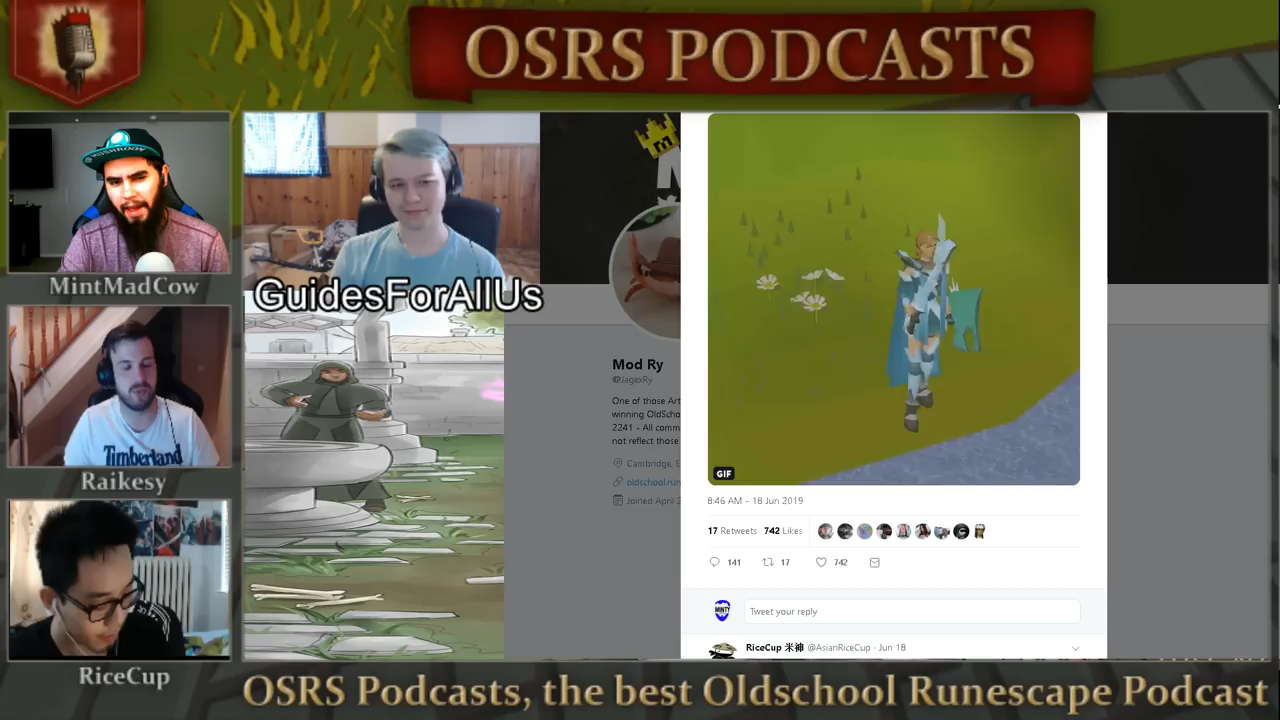 OSRS PODCASTS
MintMadCow
Raikesy
Timberland
RiceCup
GuidesForAllUs
Mod Ry
@JagexRy
One of those Art
winning OldScho
2241 - All comm
not reflect those
Cambridge, E
oldschool.run
Joined April 2
GIF
8:46 AM - 18 Jun 2019
17 Retweets 742 Likes
141 17 742
MINTY
Tweet your reply
RiceCup 米神 @AsianRiceCup · Jun 18
OSRS Podcasts, the best Oldschool Runescape Podcast